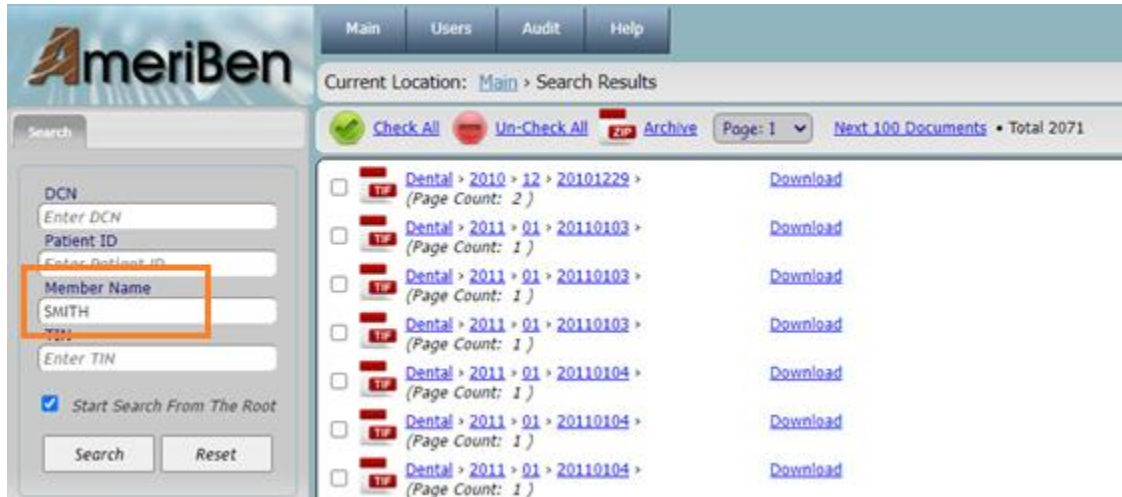 AmeriBen
Main Users Audit Help
Current Location: Main › Search Results
Search
Check All Un-Check All ZIP Archive Page: 1 Next 100 Documents • Total 2071
DCN
Enter DCN
Patient ID
Enter Patient ID
Member Name
SMITH
TIN
Enter TIN
Start Search From The Root
Search Reset
TIF Dental › 2010 › 12 › 20101229 › Download
(Page Count: 2 )
TIF Dental › 2011 › 01 › 20110103 › Download
(Page Count: 1 )
TIF Dental › 2011 › 01 › 20110103 › Download
(Page Count: 1 )
TIF Dental › 2011 › 01 › 20110103 › Download
(Page Count: 1 )
TIF Dental › 2011 › 01 › 20110104 › Download
(Page Count: 1 )
TIF Dental › 2011 › 01 › 20110104 › Download
(Page Count: 1 )
TIF Dental › 2011 › 01 › 20110104 › Download
(Page Count: 1 )